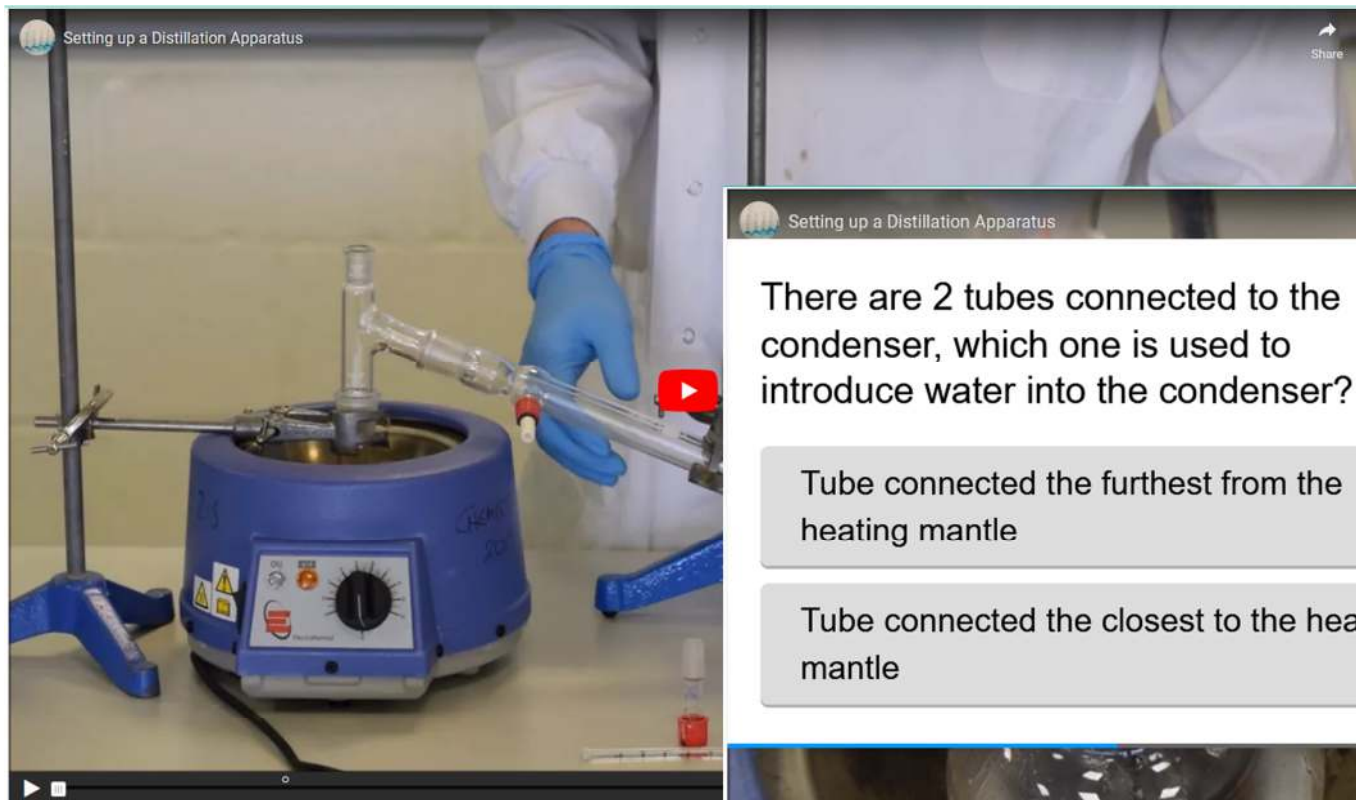 Setting up a Distillation Apparatus
Share
Setting up a Distillation Apparatus
There are 2 tubes connected to the
condenser, which one is used to
introduce water into the condenser?
Tube connected the furthest from the
heating mantle
Tube connected the closest to the hea
mantle